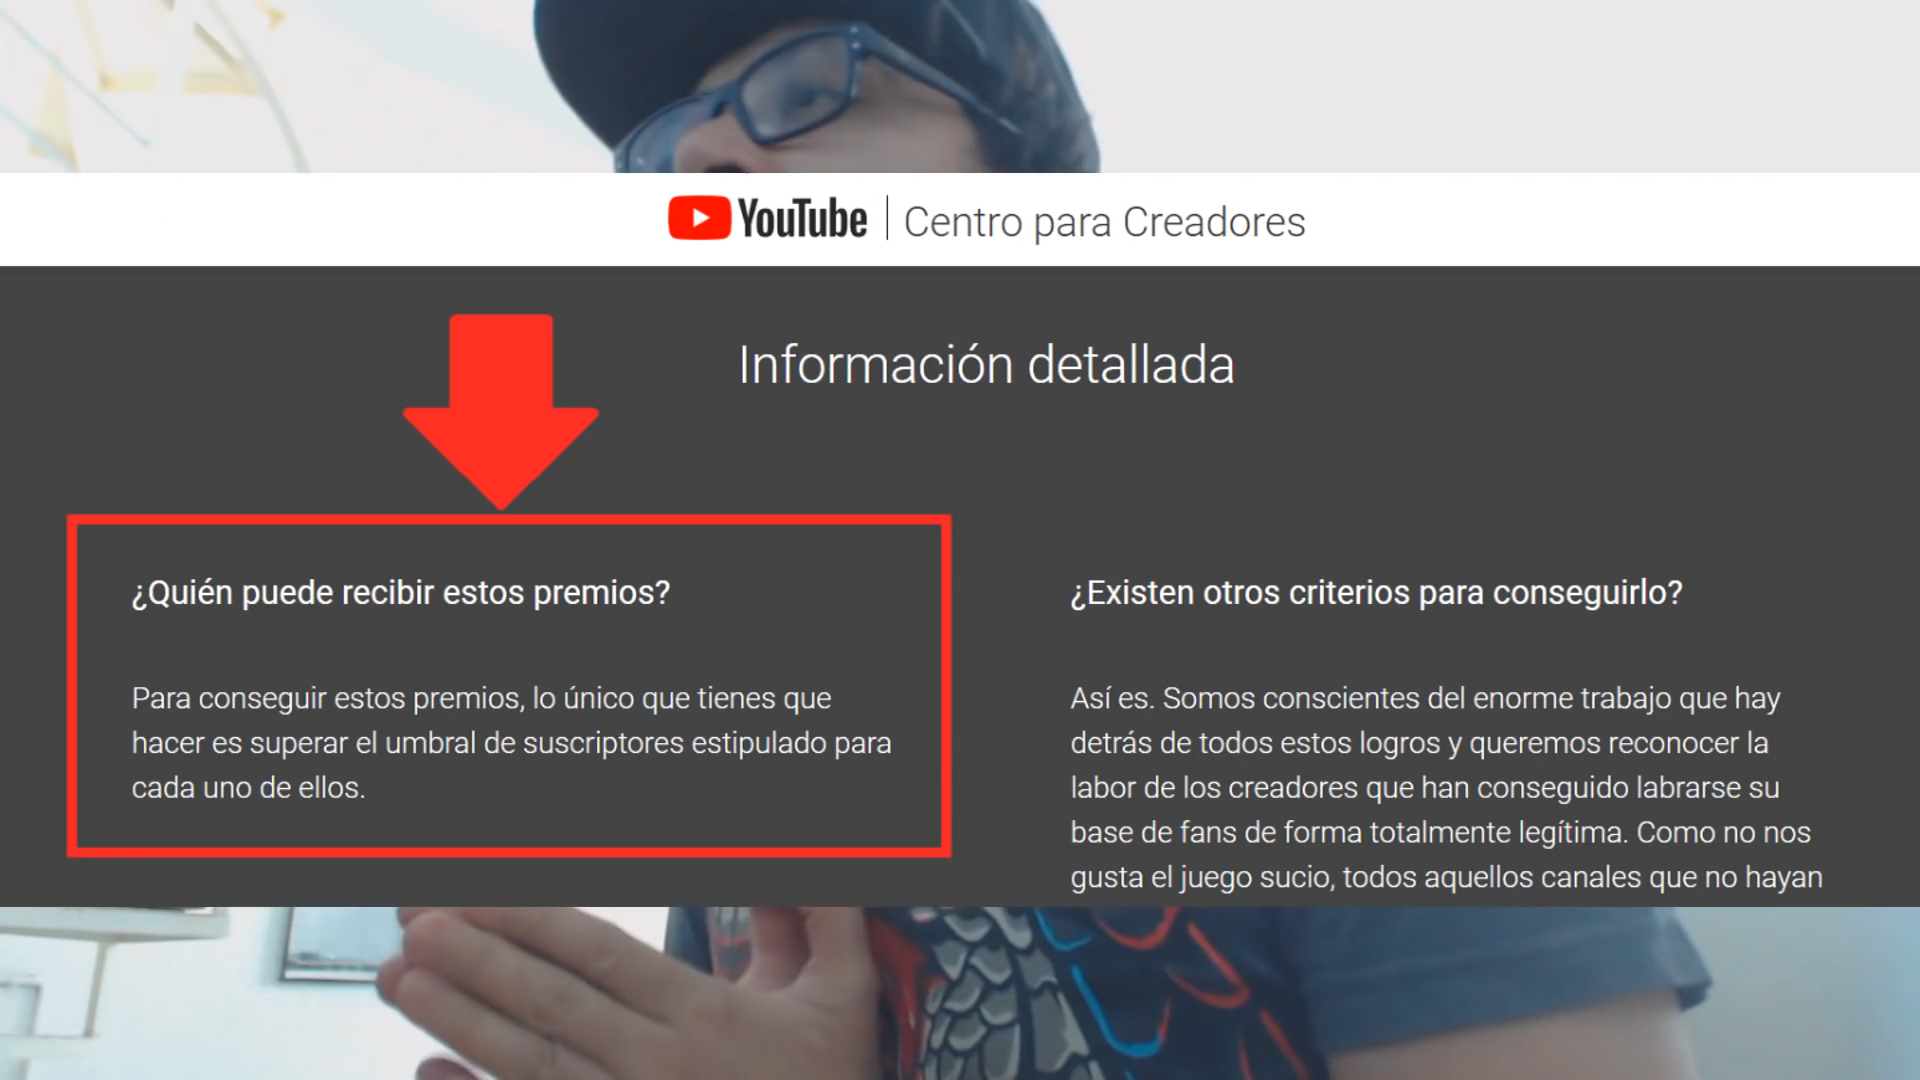 YouTube | Centro para Creadores
Información detallada
¿Quién puede recibir estos premios?
Para conseguir estos premios, lo único que tienes que
hacer es superar el umbral de suscriptores estipulado para
cada uno de ellos.
¿Existen otros criterios para conseguirlo?
Así es. Somos conscientes del enorme trabajo que hay
detrás de todos estos logros y queremos reconocer la
labor de los creadores que han conseguido labrarse su
base de fans de forma totalmente legítima. Como no nos
gusta el juego sucio, todos aquellos canales que no hayan